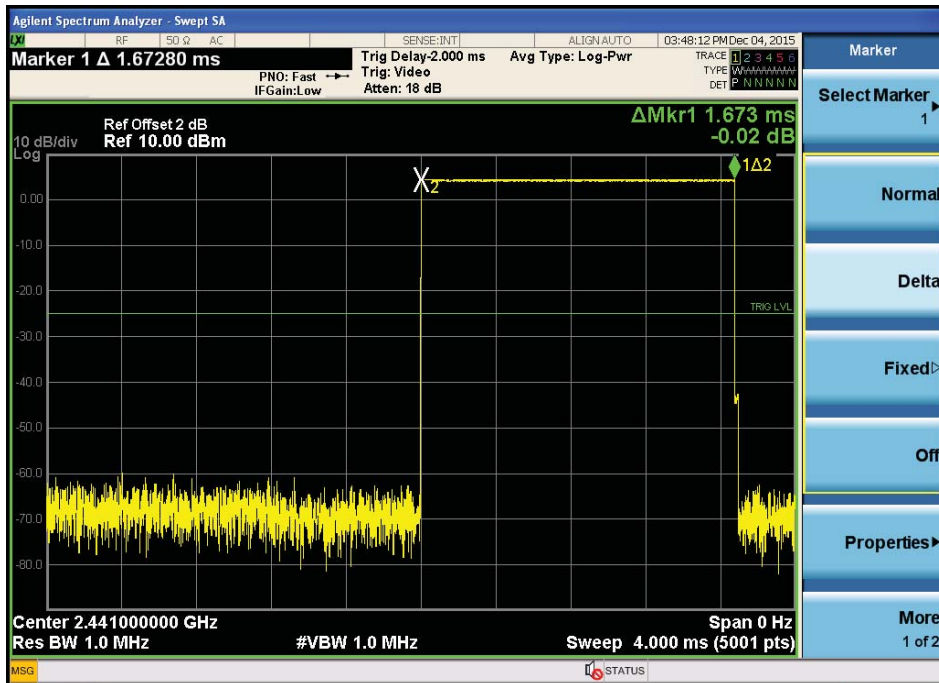 Agilent Spectrum Analyzer - Swept SA
LXI RF 50 Ω AC SENSE:INT ALIGN AUTO 03:48:12 PM Dec 04, 2015
Marker 1 Δ 1.67280 ms
Trig Delay-2.000 ms
Trig: Video
Atten: 18 dB
PNO: Fast
IFGain:Low
Avg Type: Log-Pwr
TRACE 1 2 3 4 5 6
TYPE WWWWWW
DET P N N N N N
Ref Offset 2 dB
Ref 10.00 dBm
10 dB/div
Log
ΔMkr1 1.673 ms
-0.02 dB
2
1Δ2
TRIG LVL
0.00
-10.0
-20.0
-30.0
-40.0
-50.0
-60.0
-70.0
-80.0
Center 2.441000000 GHz
Span 0 Hz
Res BW 1.0 MHz
#VBW 1.0 MHz
Sweep 4.000 ms (5001 pts)
MSG
STATUS
Marker
Select Marker
1
Normal
Delta
Fixed
Off
Properties
More
1 of 2